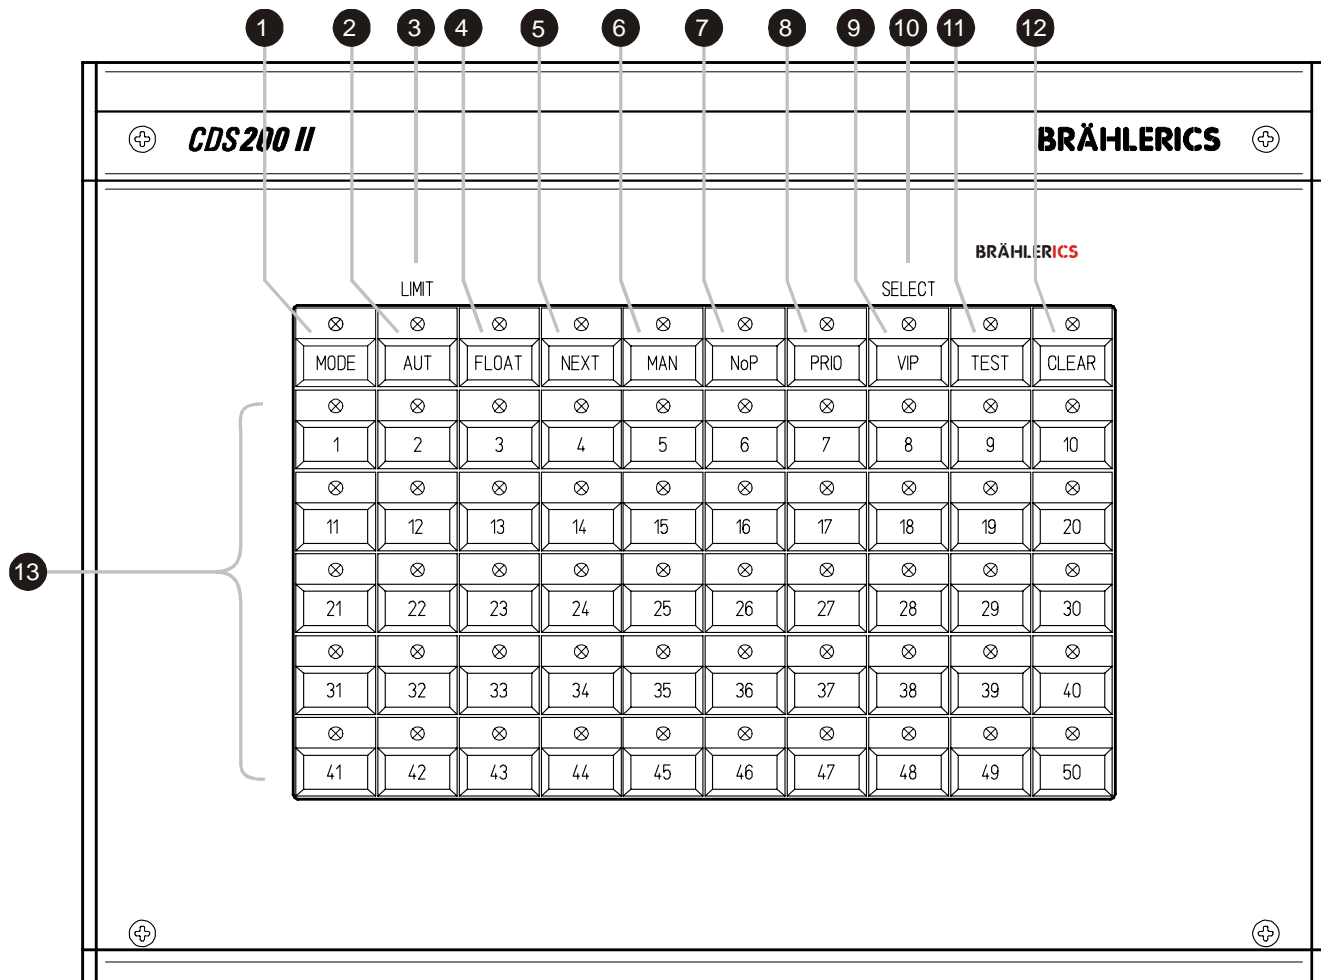 1 2 3 4 5 6 7 8 9 10 11 12
CDS200 II BRÄHLERICS
BRÄHLERICS
LIMIT SELECT
MODE AUT FLOAT NEXT MAN NoP PRIO VIP TEST CLEAR
1 2 3 4 5 6 7 8 9 10
11 12 13 14 15 16 17 18 19 20
13
21 22 23 24 25 26 27 28 29 30
31 32 33 34 35 36 37 38 39 40
41 42 43 44 45 46 47 48 49 50